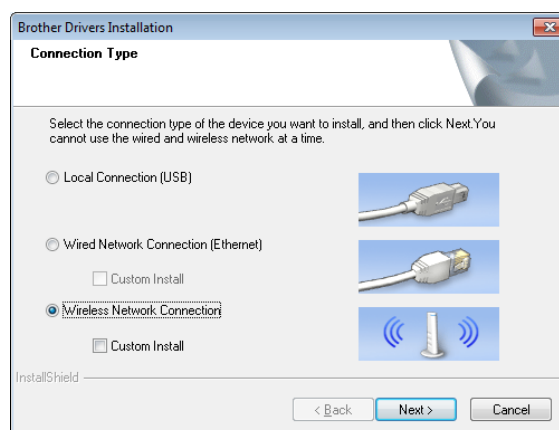 Brother Drivers Installation
Connection Type
Select the connection type of the device you want to install, and then click Next.You
cannot use the wired and wireless network at a time.
Local Connection (USB)
Wired Network Connection (Ethernet)
Custom Install
Wireless Network Connection
Custom Install
InstallShield
< Back
Next >
Cancel